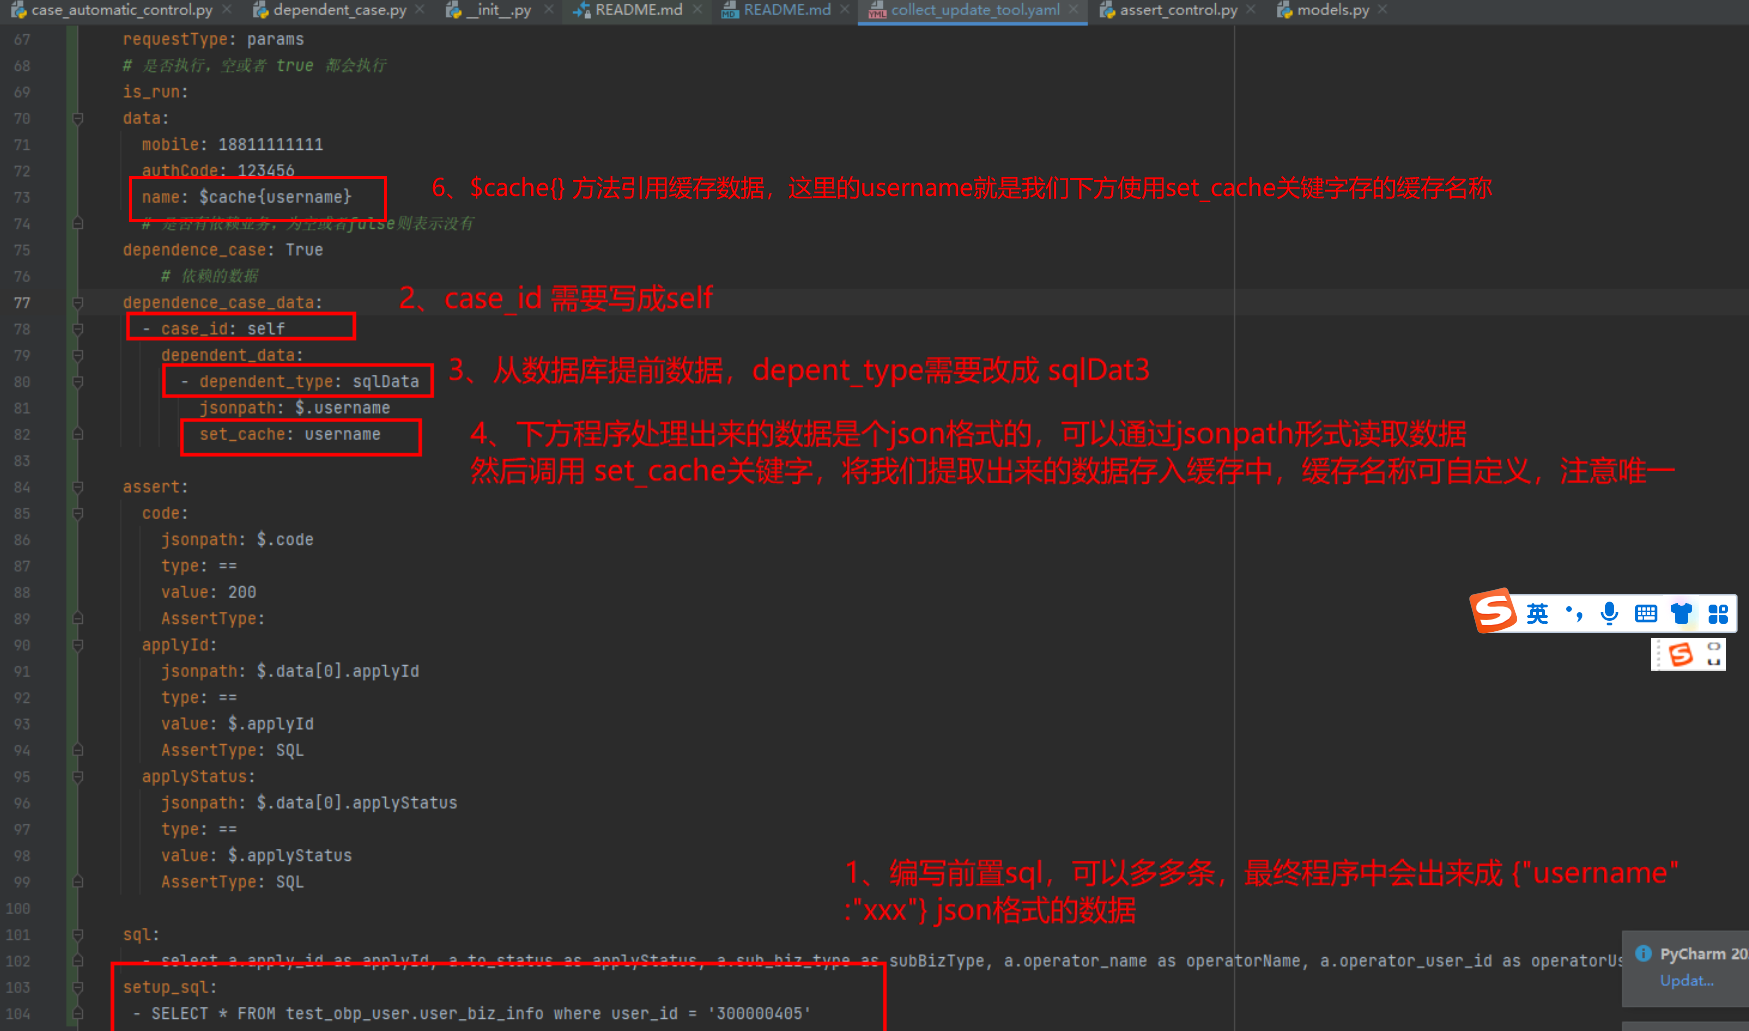 case_automatic_control.py dependent_case.py __init__.py README.md README.md collect_update_tool.yaml assert_control.py models.py
67 requestType: params
68 # 是否执行，空或者 true 都会执行
69 is_run:
70 data:
71 mobile: 18811111111
72 authCode: 123456
73 name: $cache{username}
6、$cache{} 方法引用缓存数据，这里的username就是我们下方使用set_cache关键字存的缓存名称
74 # 是否有依赖业务，为空或者false则表示没有
75 dependence_case: True
76 # 依赖的数据
77 dependence_case_data:
2、case_id 需要写成self
78 - case_id: self
79 dependent_data:
80 - dependent_type: sqlData
3、从数据库提前数据，depent_type需要改成 sqlDat3
81 jsonpath: $.username
82 set_cache: username
4、下方程序处理出来的数据是个json格式的，可以通过jsonpath形式读取数据
然后调用 set_cache关键字，将我们提取出来的数据存入缓存中，缓存名称可自定义，注意唯一
83
84 assert:
85 code:
86 jsonpath: $.code
87 type: ==
88 value: 200
89 AssertType:
90 applyId:
91 jsonpath: $.data[0].applyId
92 type: ==
93 value: $.applyId
94 AssertType: SQL
95 applyStatus:
96 jsonpath: $.data[0].applyStatus
97 type: ==
98 value: $.applyStatus
99 AssertType: SQL
1、编写前置sql，可以多多条，最终程序中会出来成 {"username"
:"xxx"} json格式的数据
100
101 sql:
102 - select a.apply_id as applyId, a.to_status as applyStatus, a.sub_biz_type as subBizType, a.operator_name as operatorName, a.operator_user_id as operatorUs
103 setup_sql:
104 - SELECT * FROM test_obp_user.user_biz_info where user_id = '300000405'
英
PyCharm 20
Updat...